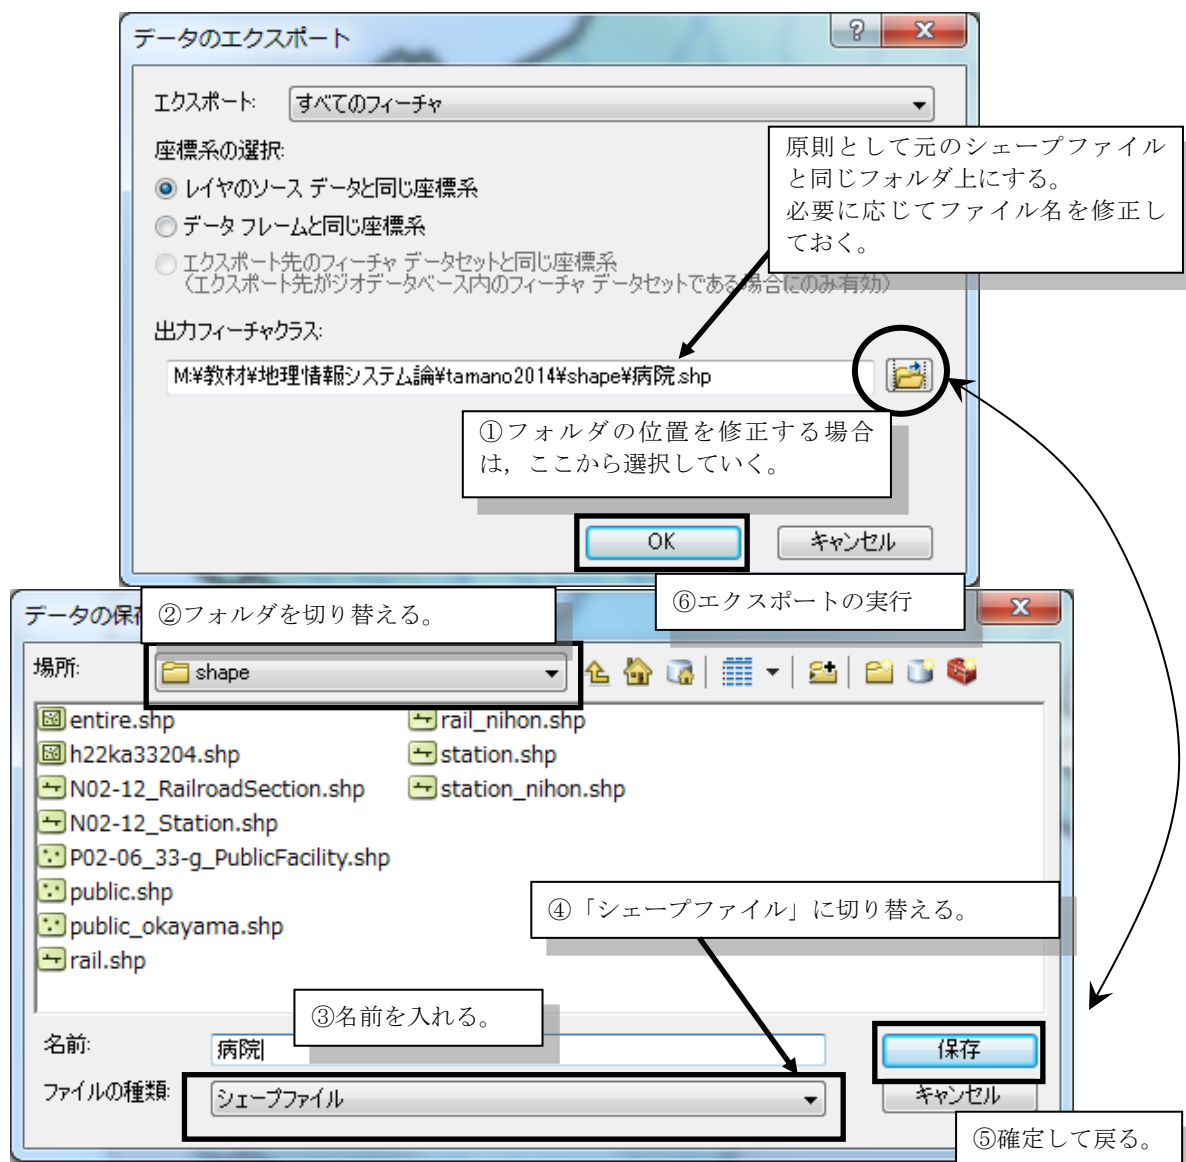 データのエクスポート
エクスポート: すべてのフィーチャ
原則として元のシェープファイル
と同じフォルダ上にする。
必要に応じてファイル名を修正し
ておく。
座標系の選択:
レイヤのソース データと同じ座標系
データ フレームと同じ座標系
エクスポート先のフィーチャ データセットと同じ座標系
(エクスポート先がジオデータベース内のフィーチャ データセットである場合にのみ有効)
出力フィーチャクラス:
M:¥教材¥地理情報システム論¥tamano2014¥shape¥病院.shp
①フォルダの位置を修正する場合
は，ここから選択していく。
OK キャンセル
⑥エクスポートの実行
データの保
②フォルダを切り替える。
場所: shape
entire.shp
h22ka33204.shp
N02-12_RailroadSection.shp
N02-12_Station.shp
P02-06_33-g_PublicFacility.shp
public.shp
public_okayama.shp
rail.shp
rail_nihon.shp
station.shp
station_nihon.shp
④「シェープファイル」に切り替える。
③名前を入れる。
名前: 病院 保存
ファイルの種類: シェープファイル キャンセル
⑤確定して戻る。